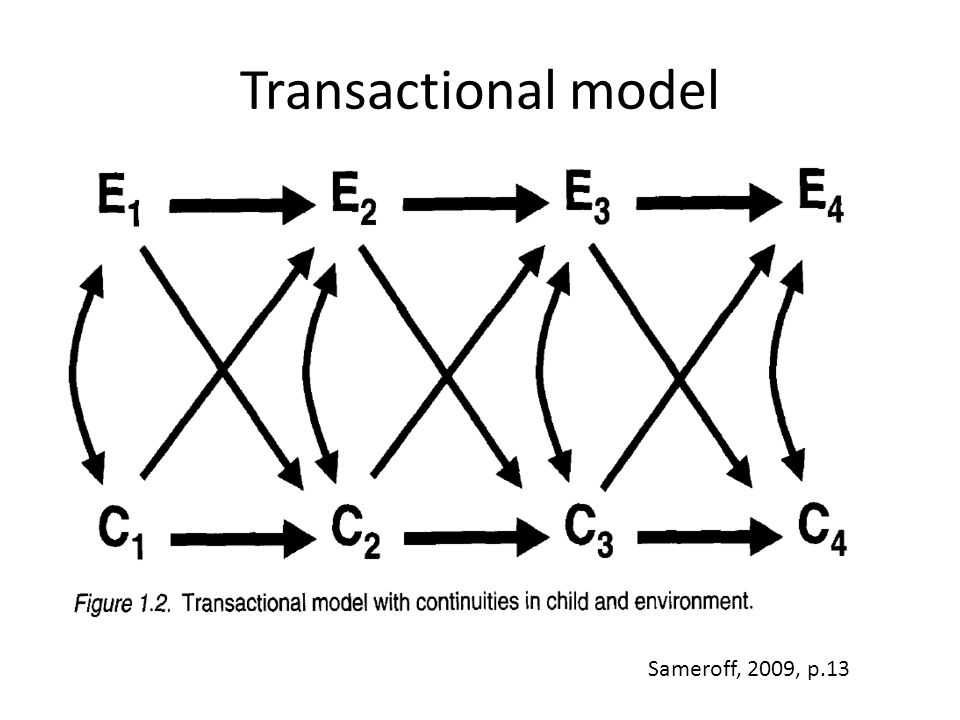 Transactional model
E1 E2 E3 E4
C1 C2 C3 C4
Figure 1.2. Transactional model with continuities in child and environment.
Sameroff, 2009, p.13